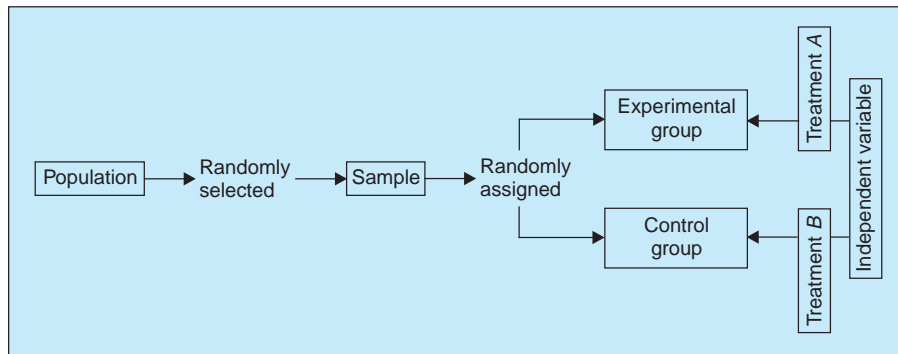 Population
Randomly
selected
Sample
Randomly
assigned
Experimental
group
Control
group
Treatment A
Treatment B
Independent variable